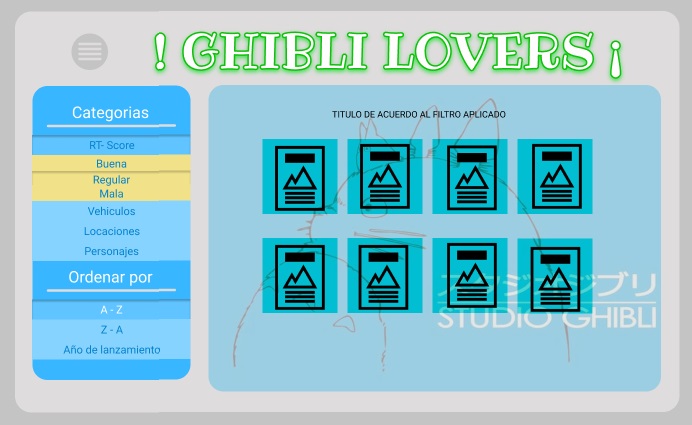 ! GHIBLI LOVERS ¡
Categorias
RT- Score
Buena
Regular
Mala
Vehiculos
Locaciones
Personajes
Ordenar por
A - Z
Z - A
Año de lanzamiento
TITULO DE ACUERDO AL FILTRO APLICADO
スタジオジブリ
STUDIO GHIBLI